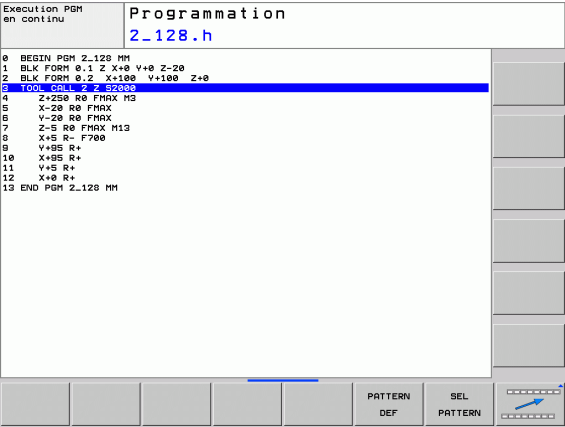 Execution PGM
en continu
Programmation
2_128.h
0 BEGIN PGM 2_128 MM
1 BLK FORM 0.1 Z X+0 Y+0 Z-20
2 BLK FORM 0.2 X+100 Y+100 Z+0
3 TOOL CALL 2 Z S2000
4 Z+250 R0 FMAX M3
5 X-20 R0 FMAX
6 Y-20 R0 FMAX
7 Z-5 R0 FMAX M13
8 X+5 R- F700
9 Y+95 R+
10 X+95 R+
11 Y+5 R+
12 X+0 R+
13 END PGM 2_128 MM
PATTERN
DEF
SEL
PATTERN